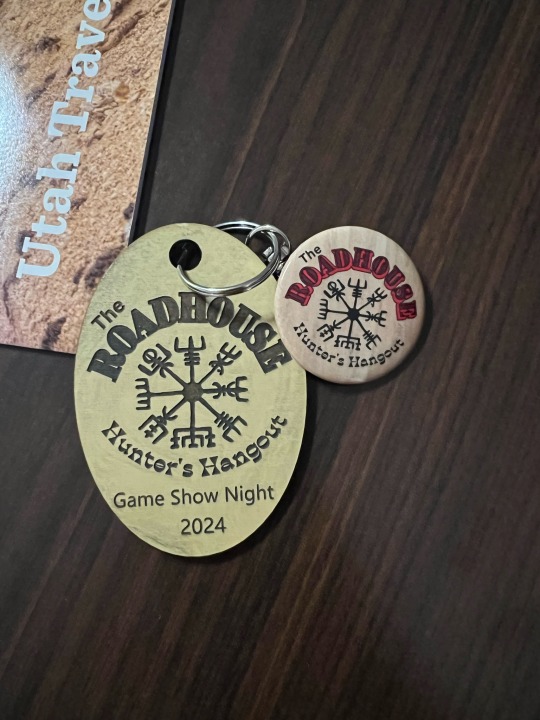 Utah Trave
The
ROADHOUSE
Hunter's Hangout
Game Show Night
2024
The
ROADHOUSE
Hunter's Hangout